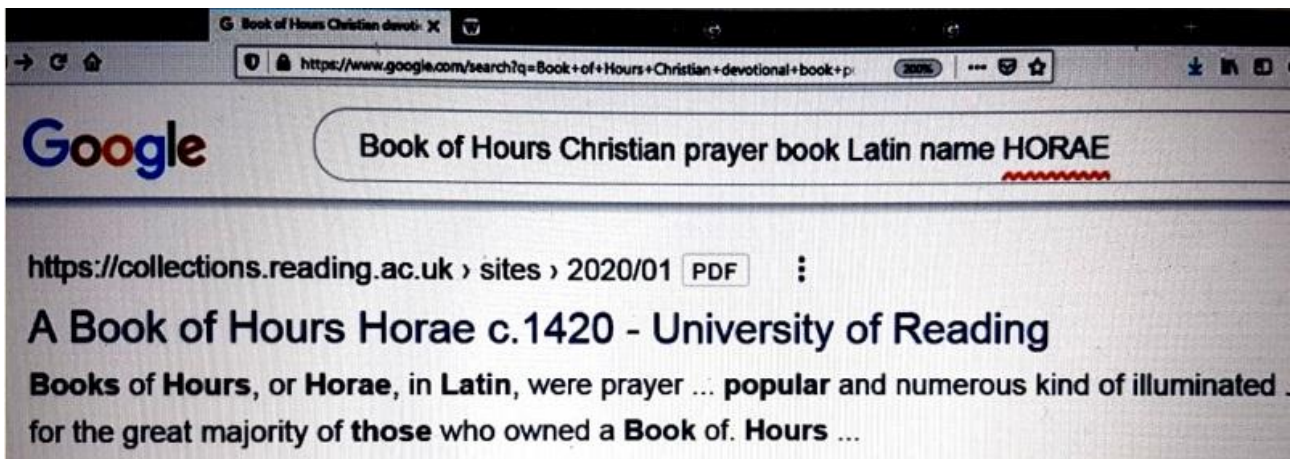 G Book of Hours Christian devoti
https://www.google.com/search?q=Book+of+Hours+Christian+devotional+book+p
200%
Google
Book of Hours Christian prayer book Latin name HORAE
https://collections.reading.ac.uk › sites › 2020/01 PDF
A Book of Hours Horae c.1420 - University of Reading
Books of Hours, or Horae, in Latin, were prayer ... popular and numerous kind of illuminated .
for the great majority of those who owned a Book of. Hours ...